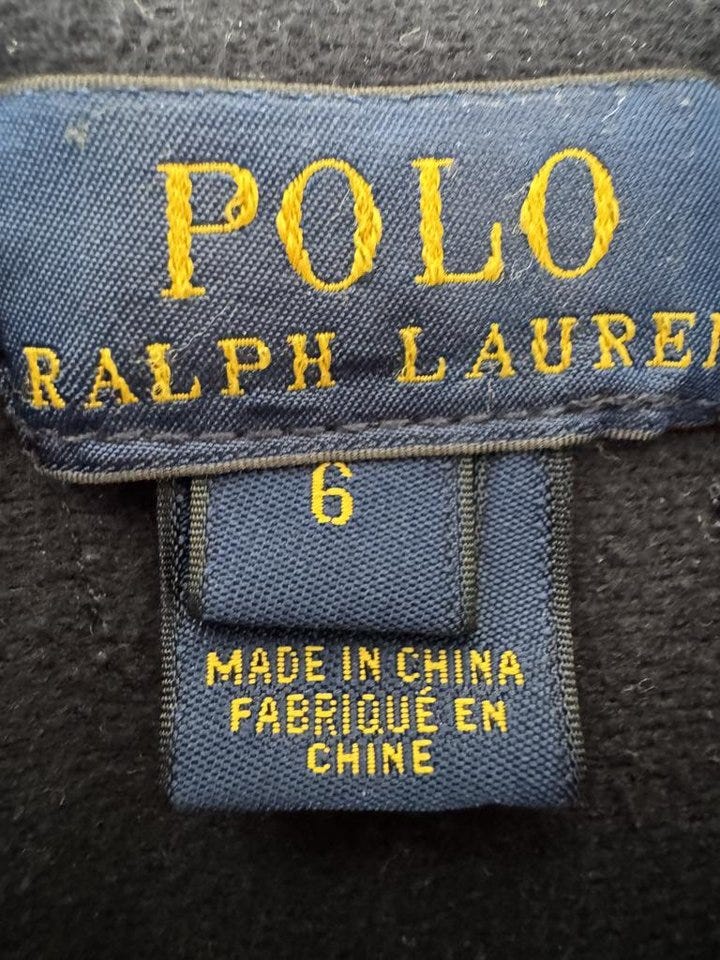 POLO
RALPH LAUREN
6
MADE IN CHINA
FABRIQUÉ EN
CHINE